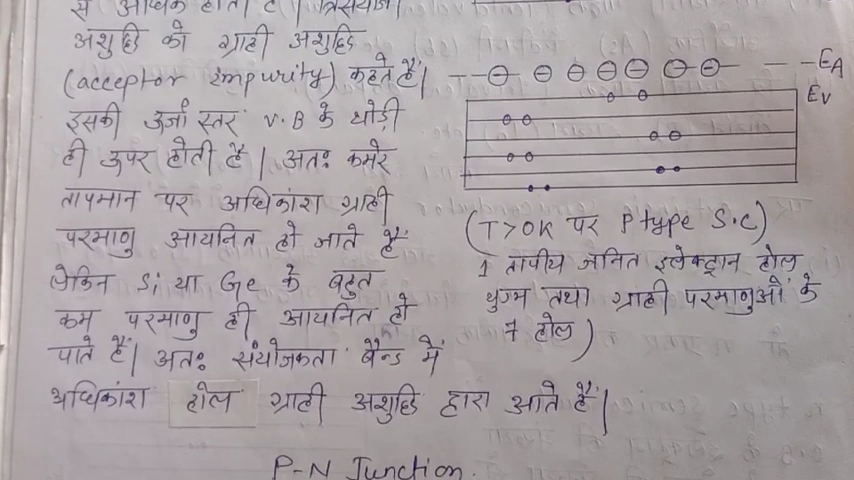 से अधिक होता है। त्रिसंयोजी
अशुद्धि को ग्राही अशुद्धि
(acceptor impurity) कहते हैं।
इसकी ऊर्जा स्तर V.B के थोड़ी
ही ऊपर होती है। अतः कमरे
तापमान पर अधिकांश ग्राही
परमाणु आयनित हो जाते हैं
लेकिन Si या Ge के बहुत
कम परमाणु ही आयनित हो
पाते हैं। अतः संयोजकता बैन्ड में
अधिकांश होल ग्राही अशुद्धि द्वारा आते हैं।
EA
Ev
(T>0K पर P type S.C)
1 तापीय जनित इलेक्ट्रान होल
युग्म तथा ग्राही परमाणुओं के
7 होल)
P-N Junction.